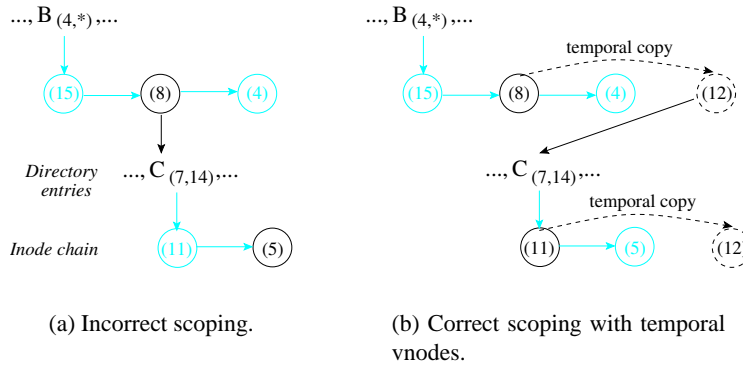 ..., B (4,*) ,...
(15) (8) (4)
Directory entries
..., C (7,14) ,...
Inode chain
(11) (5)
(a) Incorrect scoping.
..., B (4,*) ,...
temporal copy
(15) (8) (4) (12)
..., C (7,14) ,...
temporal copy
(11) (5) (12)
(b) Correct scoping with temporal
vnodes.